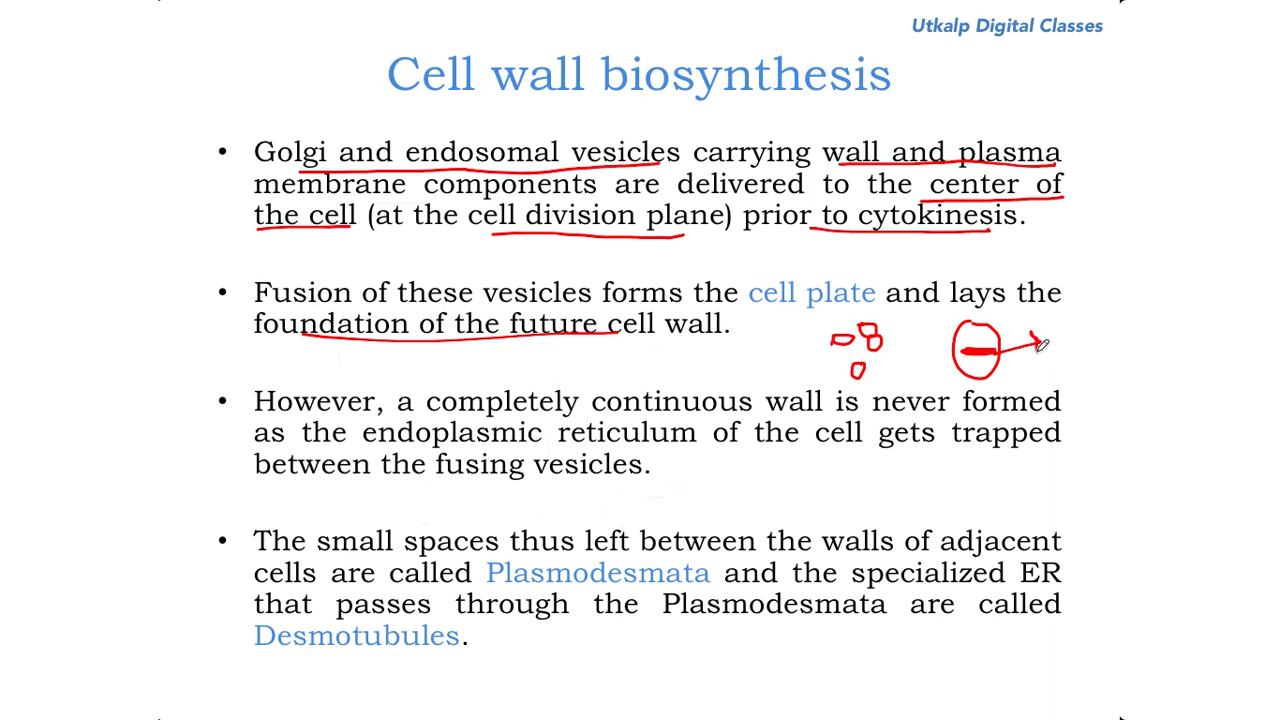 Utkalp Digital Classes
Cell wall biosynthesis
• Golgi and endosomal vesicles carrying wall and plasma
membrane components are delivered to the center of
the cell (at the cell division plane) prior to cytokinesis.
• Fusion of these vesicles forms the cell plate and lays the
foundation of the future cell wall.
• However, a completely continuous wall is never formed
as the endoplasmic reticulum of the cell gets trapped
between the fusing vesicles.
• The small spaces thus left between the walls of adjacent
cells are called Plasmodesmata and the specialized ER
that passes through the Plasmodesmata are called
Desmotubules.